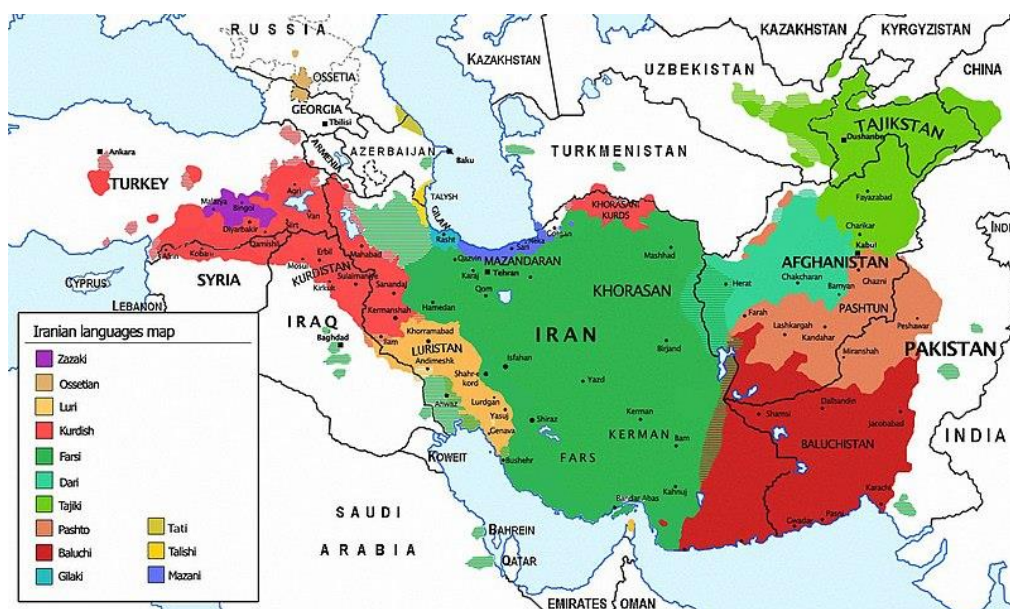 RUSSIA
KAZAKHSTAN
KAZAKHSTAN
KYRGYZSTAN
UZBEKISTAN
CHINA
OSSETIA
GEORGIA
Tbilisi
TAJIKSTAN
Dushanbe
Ankara
ARMENIA
AZERBAIJAN
Baku
TURKMENISTAN
TURKEY
Agri
TALYSH
Malatya
Bingol
Van
GILAN
KHORASANI
KURDS
Fayazabad
Diyarbakir
Siirt
Rasht
Gorgan
Neka
Sari
Charikar
Kabul
Qamishli
Mahabad
Qazvin
MAZANDARAN
Mashhad
AFGHANISTAN
Afrin
Kobani
Erbil
Karaj
Tehran
Herat
Chakcharan
Ghazni
Mosul
KURDISTAN
Sulaimaniye
Qom
KHORASAN
Bamyan
CYPRUS
SYRIA
Kirkuk
Sanandaj
Hamedan
PASHTUN
LEBANON
Kermanshah
Farah
Lashkargah
Peshawar
IRAQ
Ilam
Khorramabad
IRAN
Kandahar
Miranshah
PAKISTAN
Baghdad
LURISTAN
Birjand
Andimeshk
Isfahan
Shahr-e
kord
Yazd
Dalbandin
Ahwaz
Lurdgan
Shamsi
Jacobabad
Yasuj
Shiraz
Kerman
INDIA
Genava
KERMAN
BALUCHISTAN
KOWEIT
Bushehr
FARS
Bam
Kahnuj
Karachi
SAUDI
Bandar Abas
Gwadar
Pasni
BAHREIN
ARABIA
QATAR
EMIRATES
OMAN
Iranian languages map
Zazaki
Ossetian
Luri
Kurdish
Farsi
Dari
Tajiki
Pashto
Baluchi
Gilaki
Tati
Talishi
Mazani